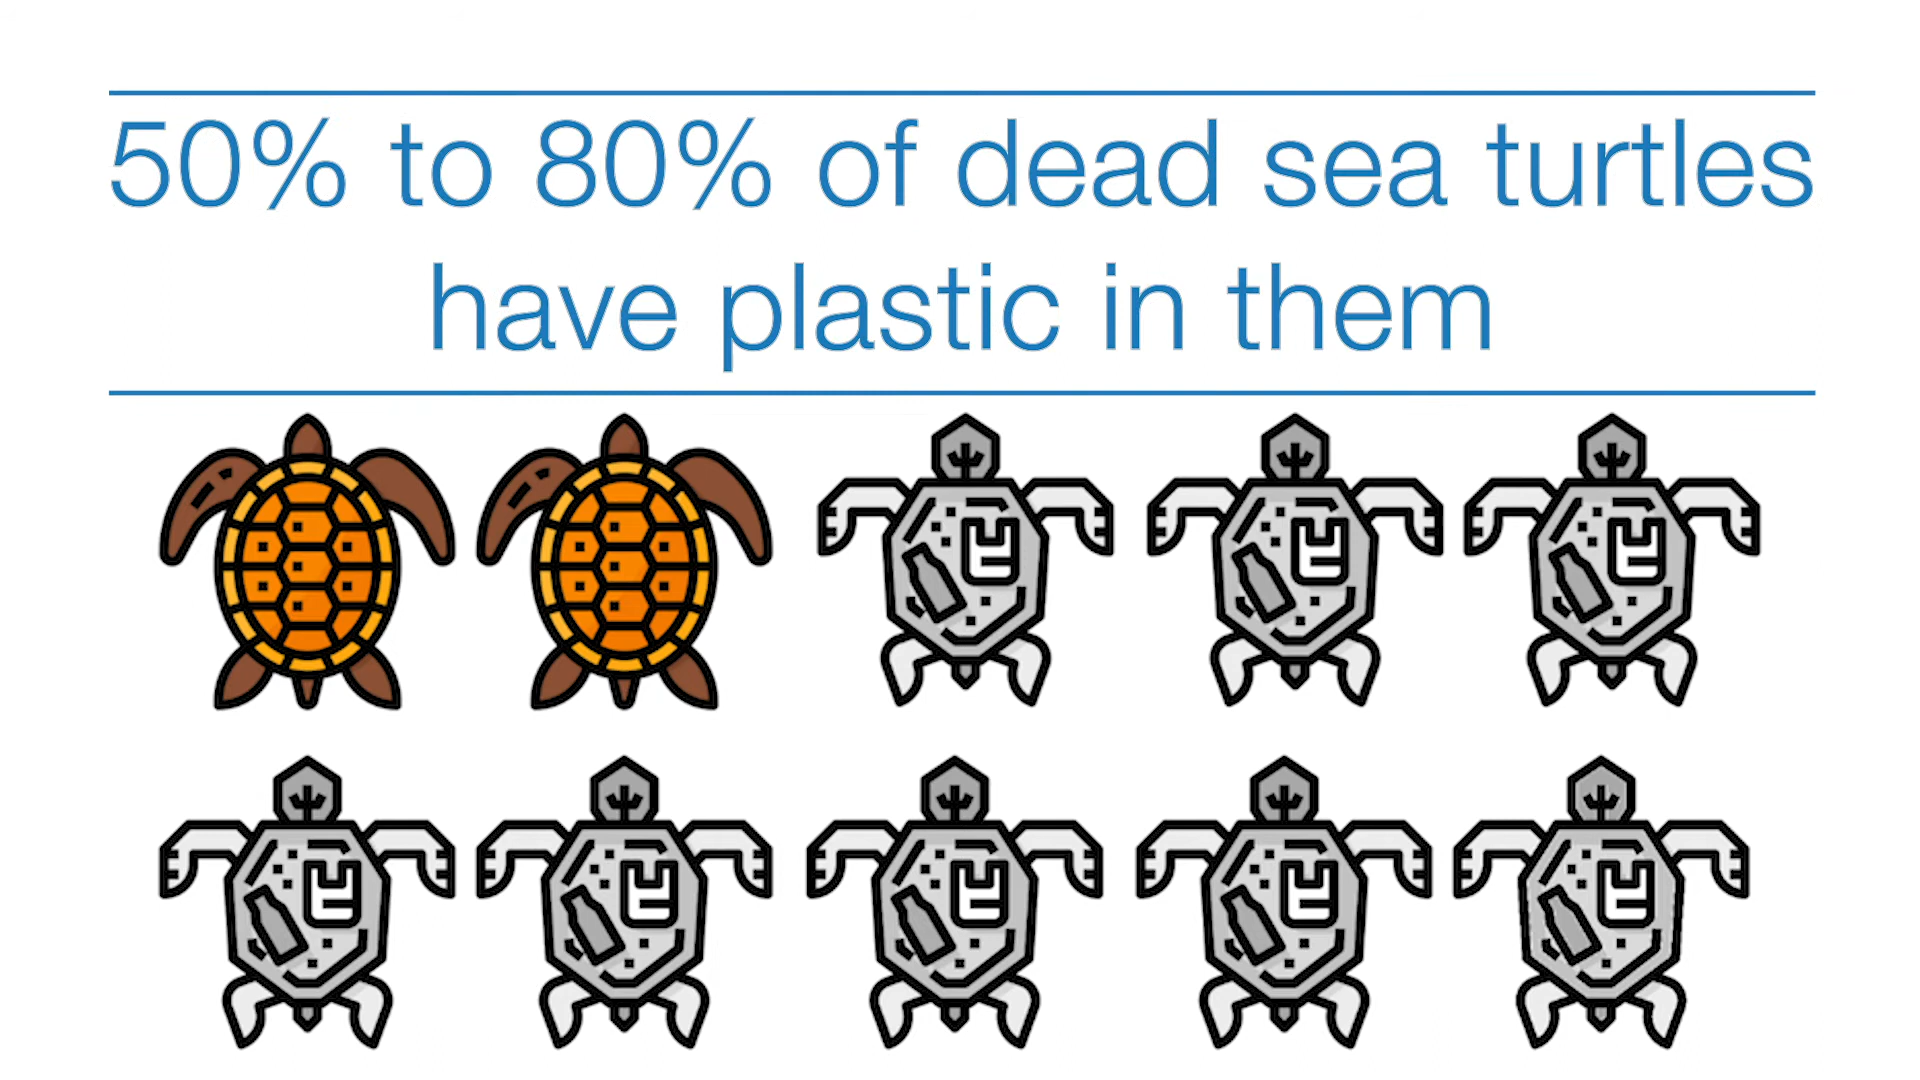 50% to 80% of dead sea turtles
have plastic in them